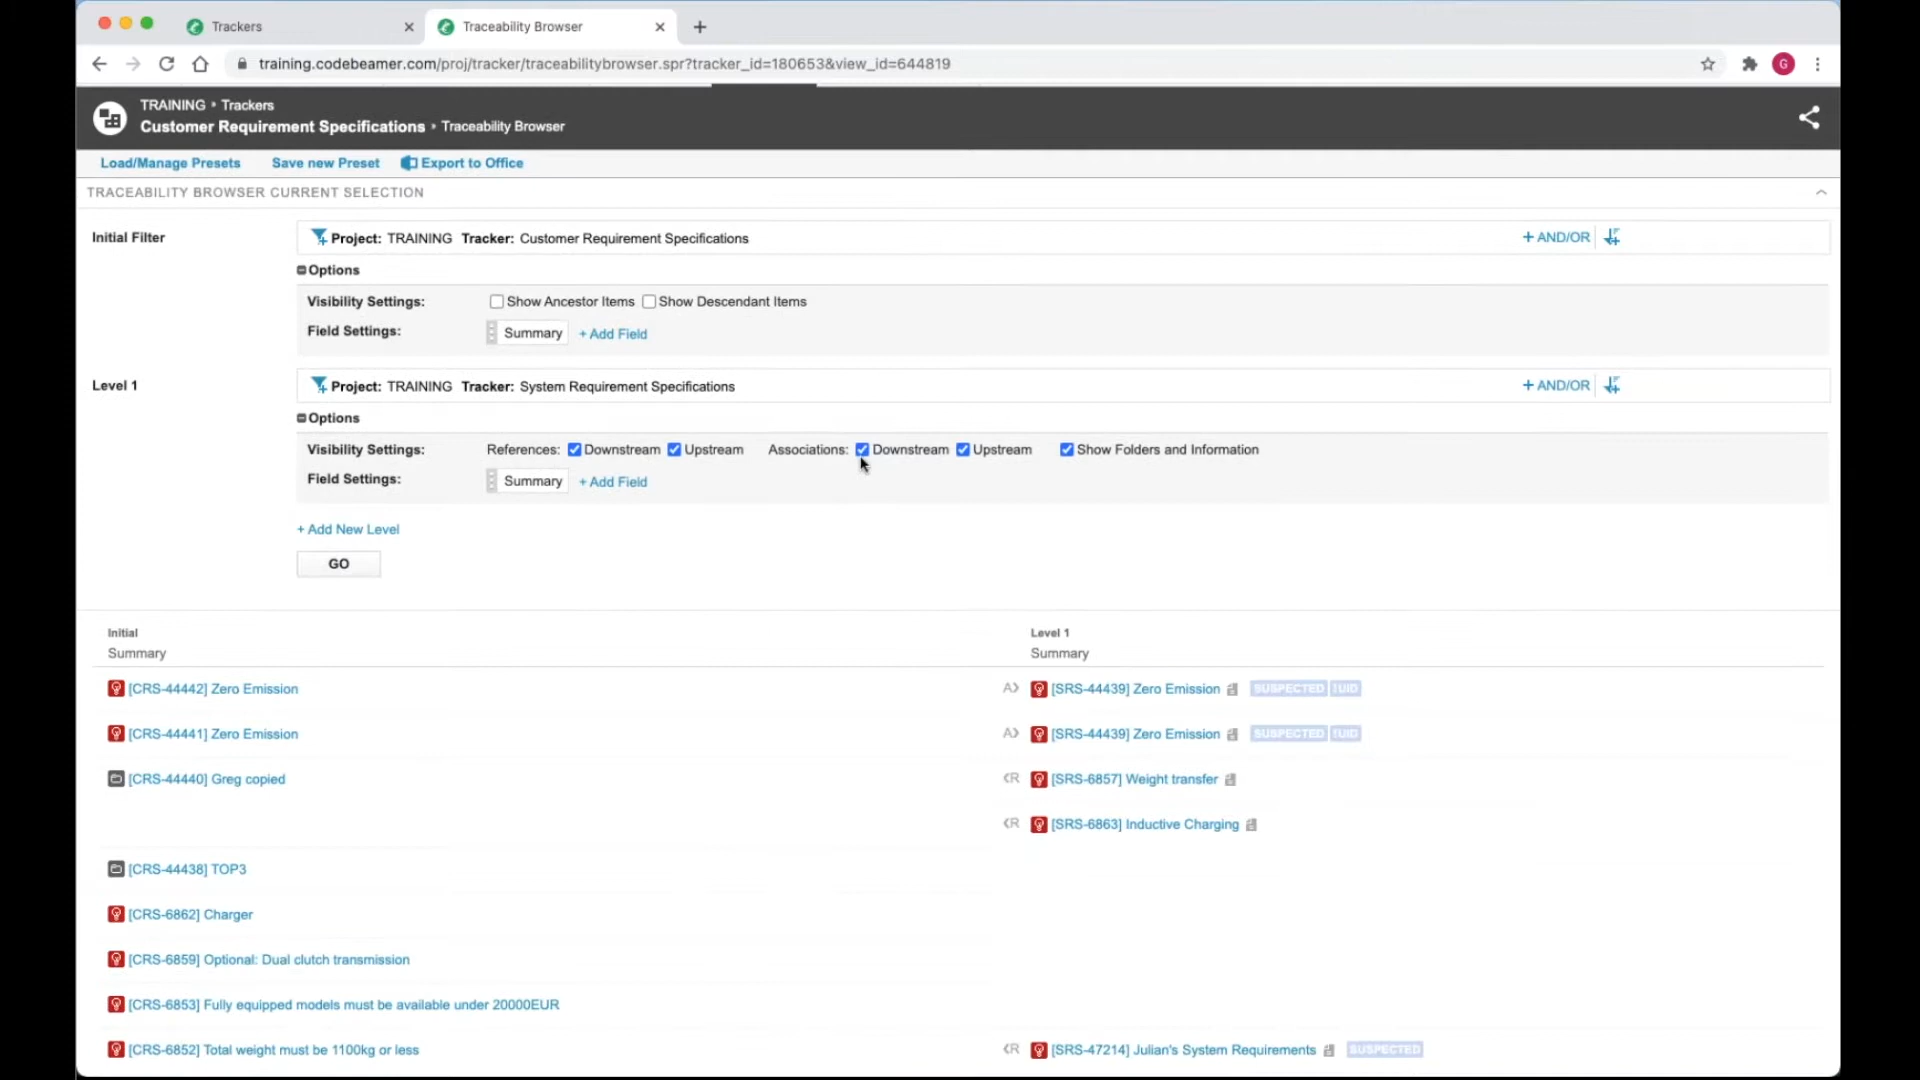 Trackers
Traceability Browser
training.codebeamer.com/proj/tracker/traceabilitybrowser.spr?tracker_id=180653&view_id=644819
G
TRAINING • Trackers
Customer Requirement Specifications • Traceability Browser
Load/Manage Presets Save new Preset Export to Office
TRACEABILITY BROWSER CURRENT SELECTION
Initial Filter Project: TRAINING Tracker: Customer Requirement Specifications + AND/OR
Options
Visibility Settings: Show Ancestor Items Show Descendant Items
Field Settings: Summary + Add Field
Level 1 Project: TRAINING Tracker: System Requirement Specifications + AND/OR
Options
Visibility Settings: References: Downstream Upstream Associations: Downstream Upstream Show Folders and Information
Field Settings: Summary + Add Field
+ Add New Level
GO
Initial Level 1
Summary Summary
[CRS-44442] Zero Emission A [SRS-44439] Zero Emission SUSPECTED !UID
[CRS-44441] Zero Emission A [SRS-44439] Zero Emission SUSPECTED !UID
[CRS-44440] Greg copied R [SRS-6857] Weight transfer
R [SRS-6863] Inductive Charging
[CRS-44438] TOP3
[CRS-6862] Charger
[CRS-6859] Optional: Dual clutch transmission
[CRS-6853] Fully equipped models must be available under 20000EUR
[CRS-6852] Total weight must be 1100kg or less R [SRS-47214] Julian's System Requirements SUSPECTED